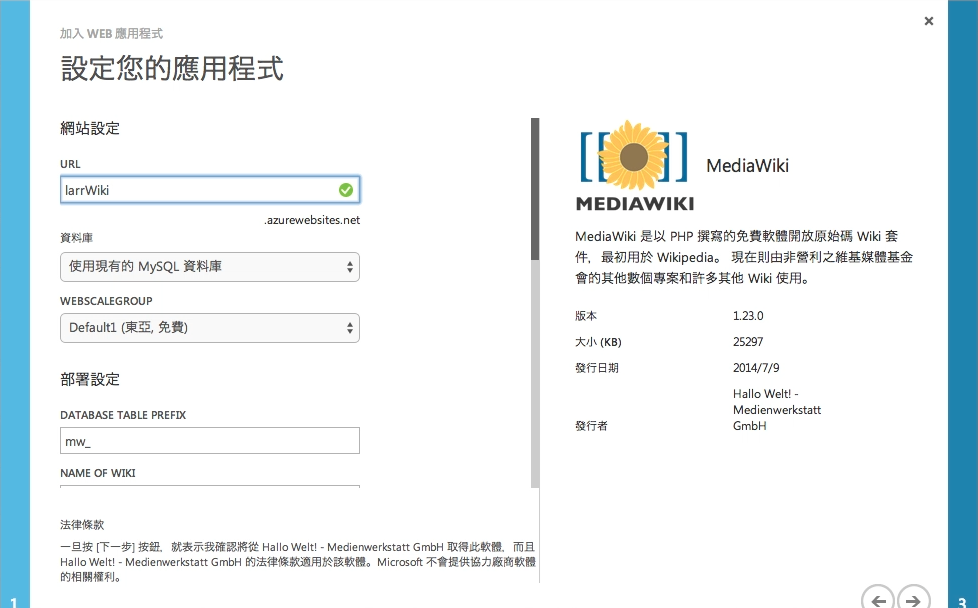 加入 WEB 應用程式
設定您的應用程式
網站設定
URL
larrWiki
.azurewebsites.net
資料庫
使用現有的 MySQL 資料庫
WEBSCALEGROUP
Default1 (東亞, 免費)
部署設定
DATABASE TABLE PREFIX
mw_
NAME OF WIKI
法律條款
一旦按 [下一步] 按鈕，就表示我確認將從 Hallo Welt! - Medienwerkstatt GmbH 取得此軟體，而且
Hallo Welt! - Medienwerkstatt GmbH 的法律條款適用於該軟體。Microsoft 不會提供協力廠商軟體
的相關權利。
MEDIAWIKI
MediaWiki
MediaWiki 是以 PHP 撰寫的免費軟體開放原始碼 Wiki 套
件，最初用於 Wikipedia。 現在則由非營利之維基媒體基金
會的其他數個專案和許多其他 Wiki 使用。
版本 1.23.0
大小 (KB) 25297
發行日期 2014/7/9
Hallo Welt! -
Medienwerkstatt
發行者 GmbH
1
3